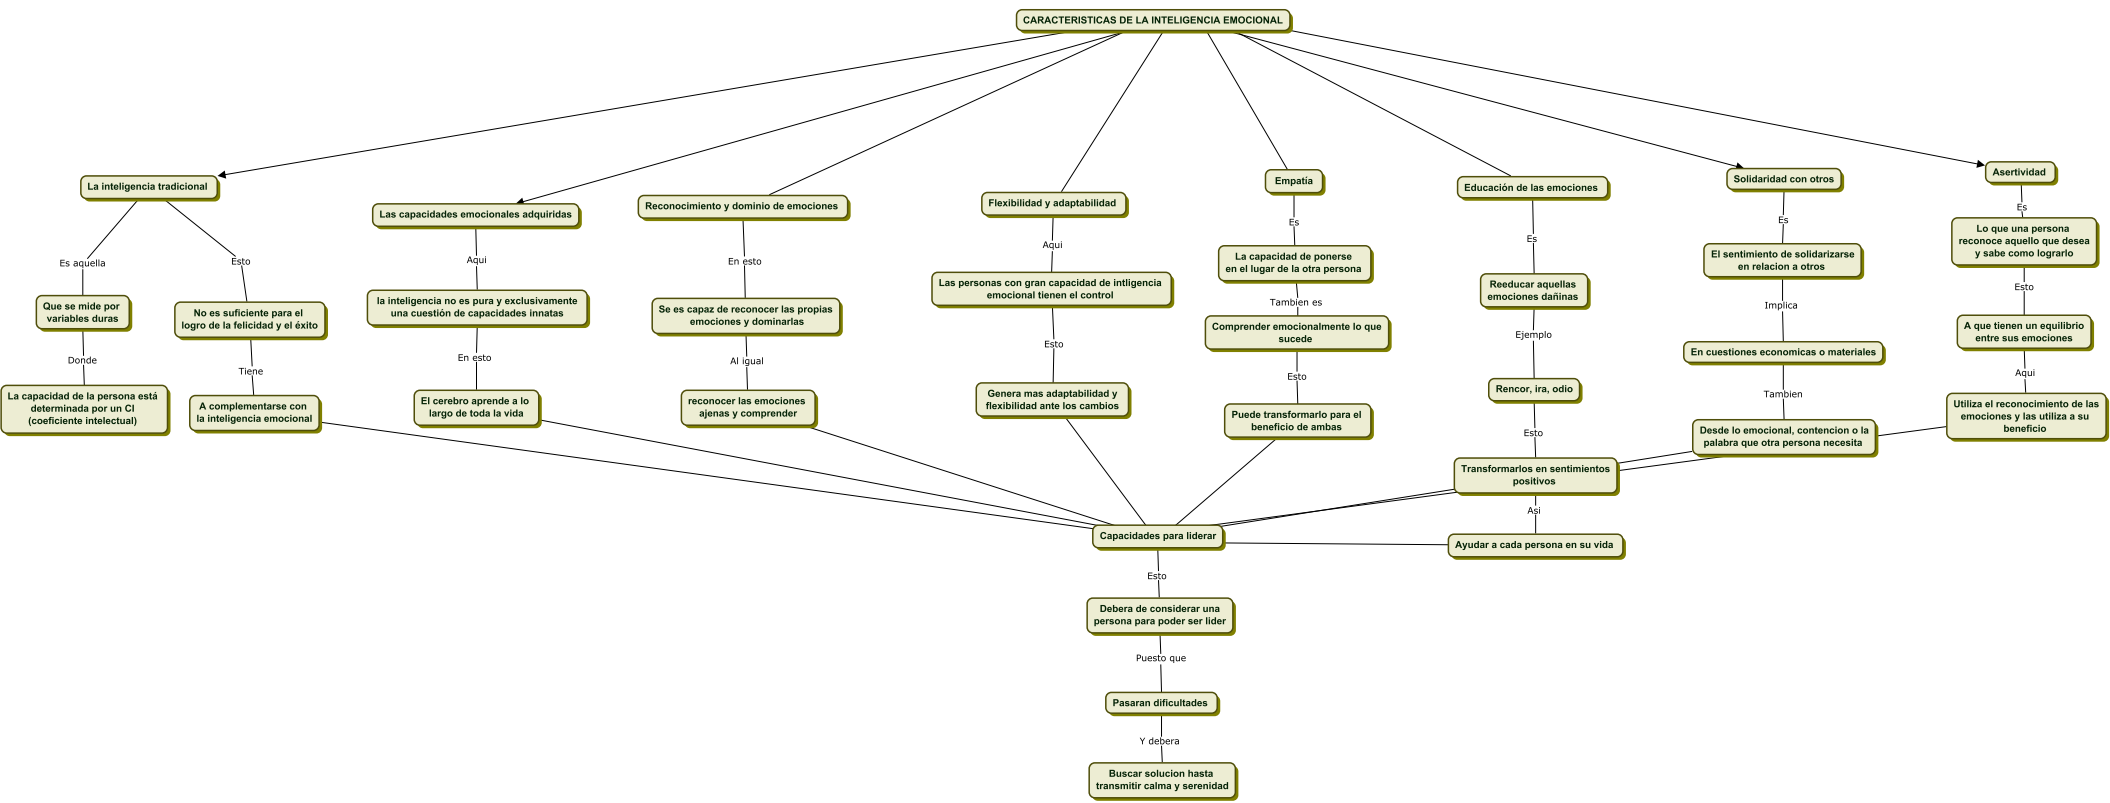 CARACTERISTICAS DE LA INTELIGENCIA EMOCIONAL
La inteligencia tradicional
Es aquella
Que se mide por
variables duras
Donde
La capacidad de la persona está
determinada por un CI
(coeficiente intelectual)
Esto
No es suficiente para el
logro de la felicidad y el éxito
Tiene
A complementarse con
la inteligencia emocional
Las capacidades emocionales adquiridas
Aqui
la inteligencia no es pura y exclusivamente
una cuestión de capacidades innatas
En esto
El cerebro aprende a lo
largo de toda la vida
Reconocimiento y dominio de emociones
En esto
Se es capaz de reconocer las propias
emociones y dominarlas
Al igual
reconocer las emociones
ajenas y comprender
Flexibilidad y adaptabilidad
Aqui
Las personas con gran capacidad de intligencia
emocional tienen el control
Esto
Genera mas adaptabilidad y
flexibilidad ante los cambios
Empatía
Es
La capacidad de ponerse
en el lugar de la otra persona
Tambien es
Comprender emocionalmente lo que
sucede
Esto
Puede transformarlo para el
beneficio de ambas
Educación de las emociones
Es
Reeducar aquellas
emociones dañinas
Ejemplo
Rencor, ira, odio
Esto
Transformarlos en sentimientos
positivos
Asi
Ayudar a cada persona en su vida
Solidaridad con otros
Es
El sentimiento de solidarizarse
en relacion a otros
Implica
En cuestiones economicas o materiales
Tambien
Desde lo emocional, contencion o la
palabra que otra persona necesita
Asertividad
Es
Lo que una persona
reconoce aquello que desea
y sabe como lograrlo
Esto
A que tienen un equilibrio
entre sus emociones
Aqui
Utiliza el reconocimiento de las
emociones y las utiliza a su
beneficio
Capacidades para liderar
Esto
Debera de considerar una
persona para poder ser lider
Puesto que
Pasaran dificultades
Y debera
Buscar solucion hasta
transmitir calma y serenidad